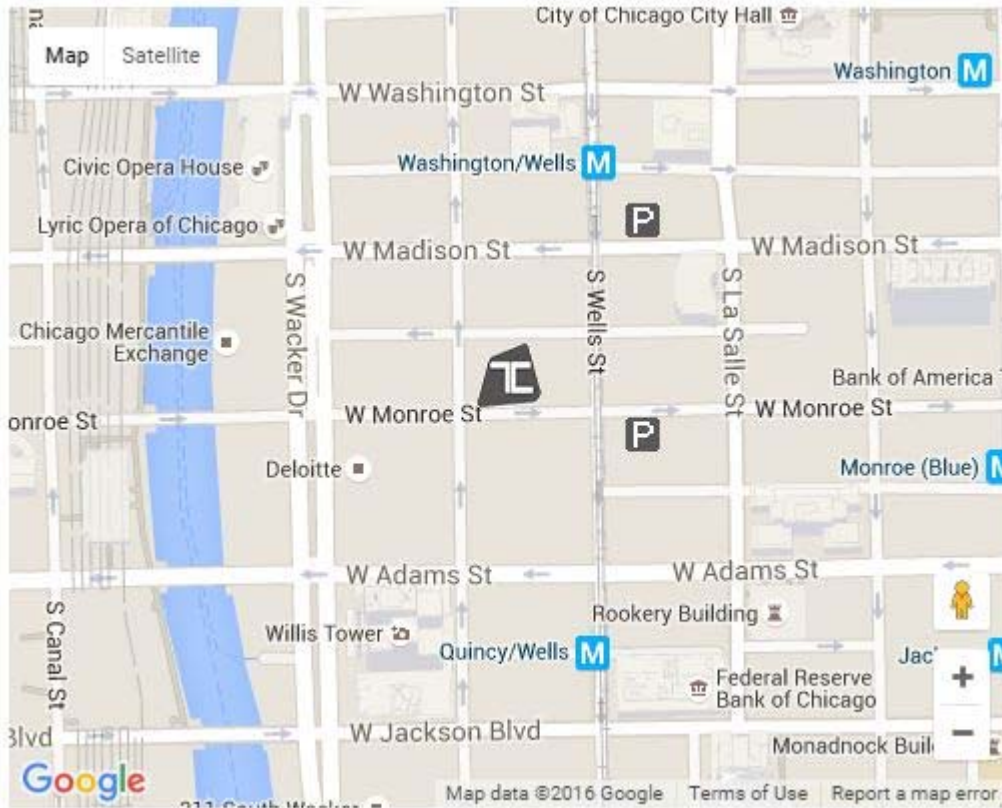 City of Chicago City Hall
Map Satellite
Washington M
W Washington St
Civic Opera House
Washington/Wells M
P
Lyric Opera of Chicago
W Madison St
W Madison St
S Wacker Dr
S Wells St
S La Salle St
Chicago Mercantile
Exchange
TC
Bank of America
onroe St
W Monroe St
W Monroe St
P
Deloitte
Monroe (Blue) M
W Adams St
W Adams St
S Canal St
Rookery Building
Willis Tower
Quincy/Wells M
Jac
+
Federal Reserve
Bank of Chicago
Blvd
W Jackson Blvd
−
Monadnock Buil
Google
Map data ©2016 Google
Terms of Use
Report a map error